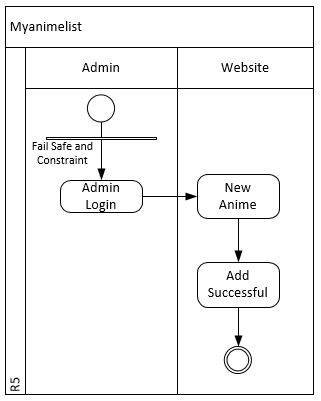 Myanimelist
Admin
Website
Fail Safe and
Constraint
Admin
Login
New
Anime
Add
Successful
R5